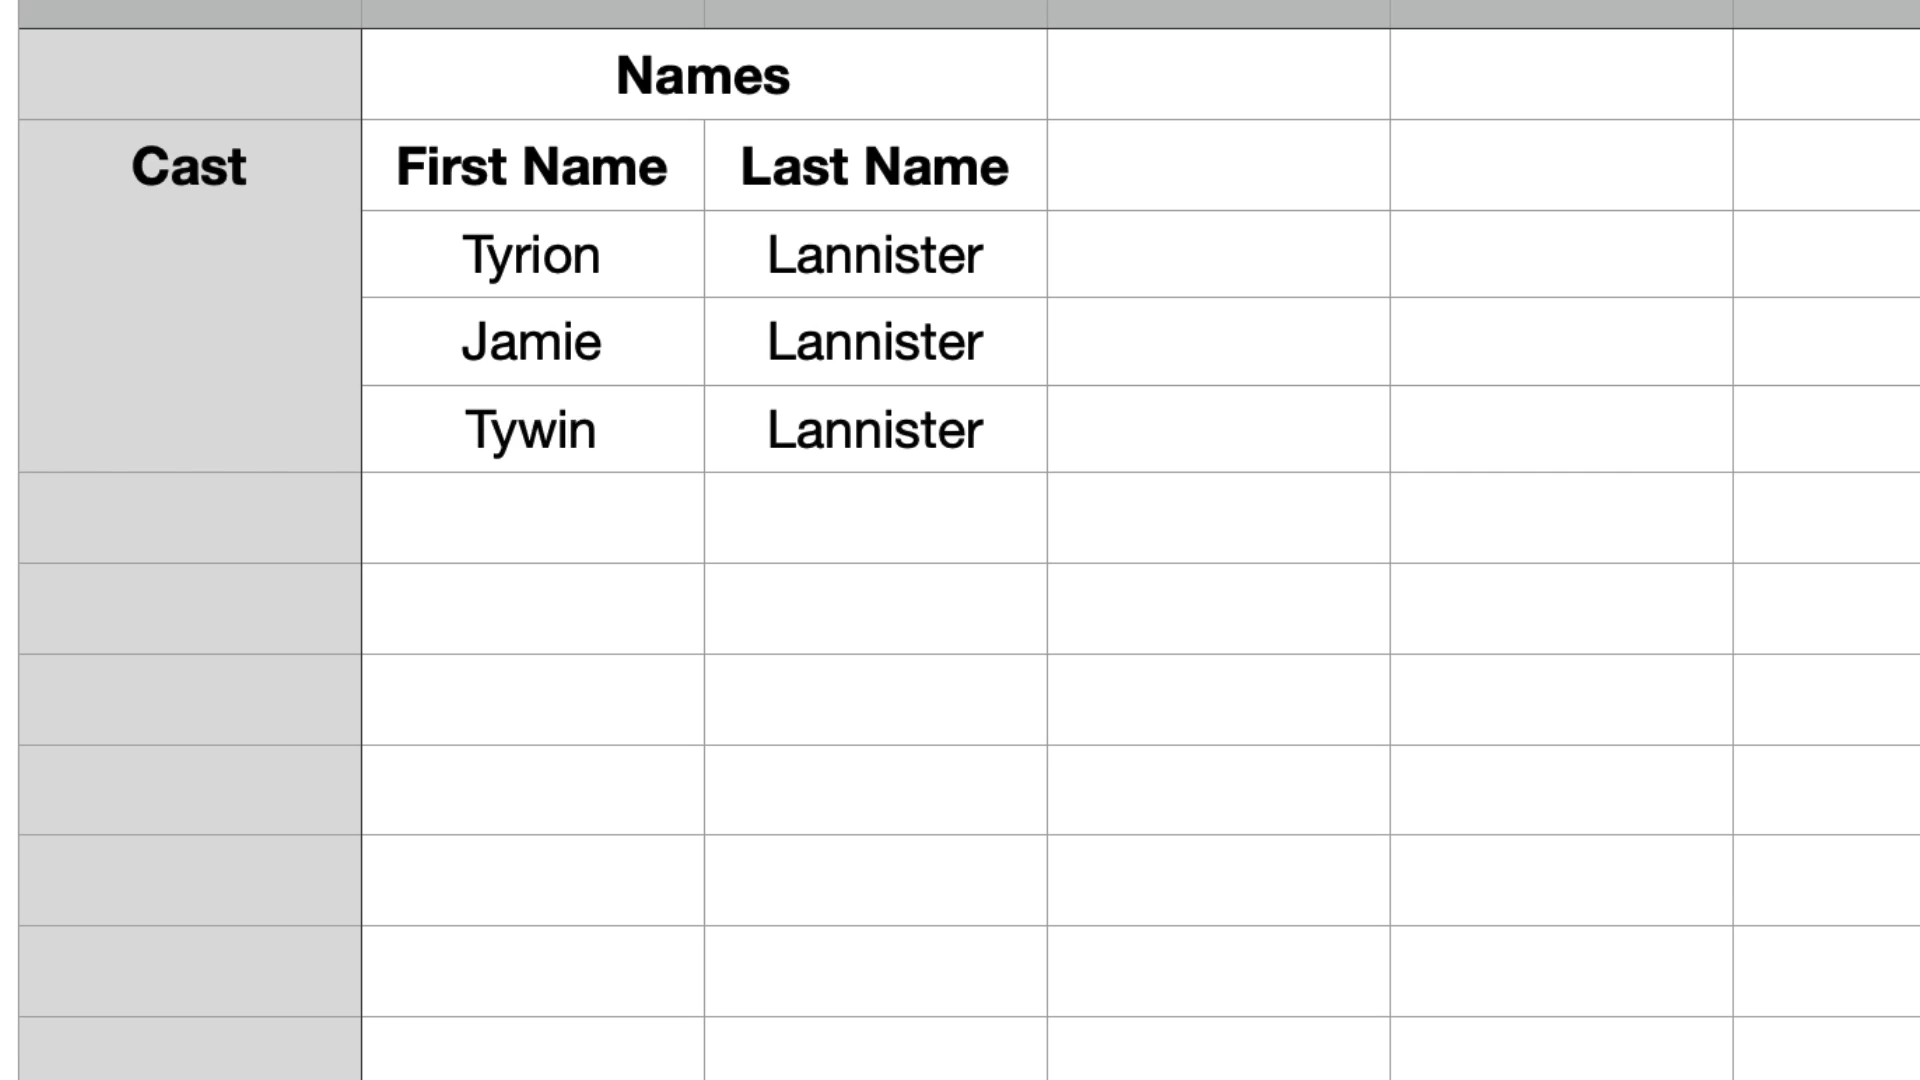 Names
Cast First Name Last Name
Tyrion Lannister
Jamie Lannister
Tywin Lannister